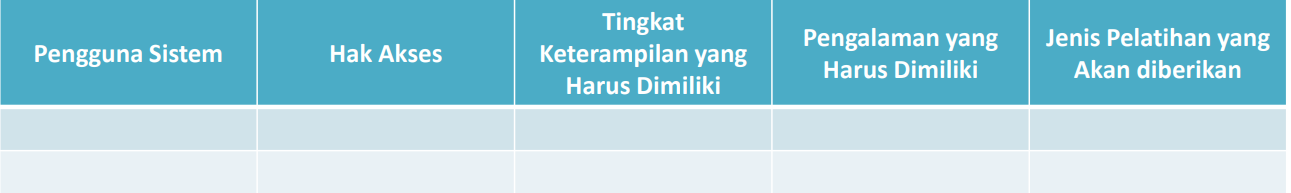 Pengguna Sistem
Hak Akses
Tingkat
Keterampilan yang
Harus Dimiliki
Pengalaman yang
Harus Dimiliki
Jenis Pelatihan yang
Akan diberikan